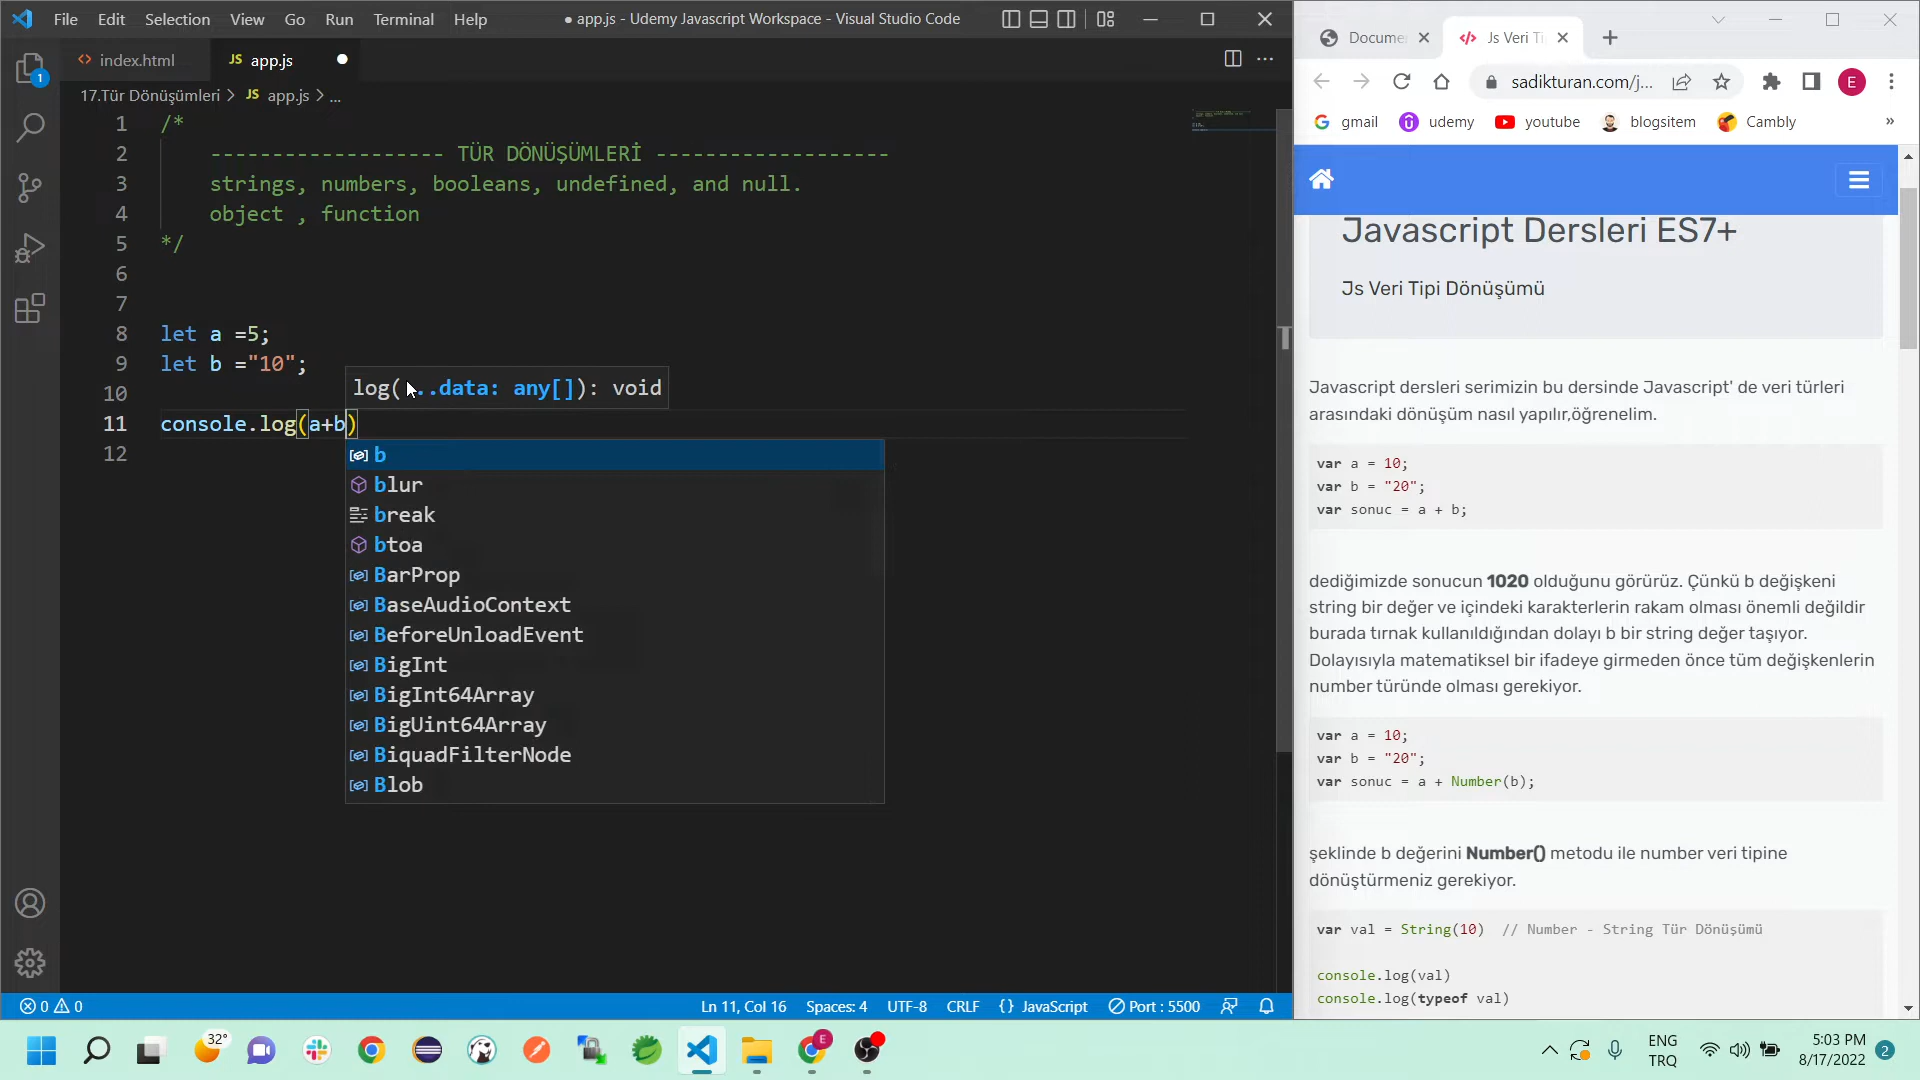 File Edit Selection View Go Run Terminal Help
● app.js - Udemy Javascript Workspace - Visual Studio Code
index.html
JS app.js
17.Tür Dönüşümleri > JS app.js > ...
1 /*
2 ------------------- TÜR DÖNÜŞÜMLERİ -------------------
3 strings, numbers, booleans, undefined, and null.
4 object , function
5 */
6
7
8 let a =5;
9 let b ="10";
10
log(...data: any[]): void
11 console.log(a+b)
12
b
blur
break
btoa
BarProp
BaseAudioContext
BeforeUnloadEvent
BigInt
BigInt64Array
BigUint64Array
BiquadFilterNode
Blob
1
0 0
Ln 11, Col 16 Spaces: 4 UTF-8 CRLF {} JavaScript Port : 5500
Docume
Js Veri Ti
sadikturan.com/j...
E
gmail udemy youtube blogsitem Cambly »
Javascript Dersleri ES7+
Js Veri Tipi Dönüşümü
Javascript dersleri serimizin bu dersinde Javascript' de veri türleri
arasındaki dönüşüm nasıl yapılır,öğrenelim.
var a = 10;
var b = "20";
var sonuc = a + b;
dediğimizde sonucun 1020 olduğunu görürüz. Çünkü b değişkeni
string bir değer ve içindeki karakterlerin rakam olması önemli değildir
burada tırnak kullanıldığından dolayı b bir string değer taşıyor.
Dolayısıyla matematiksel bir ifadeye girmeden önce tüm değişkenlerin
number türünde olması gerekiyor.
var a = 10;
var b = "20";
var sonuc = a + Number(b);
şeklinde b değerini Number() metodu ile number veri tipine
dönüştürmeniz gerekiyor.
var val = String(10) // Number - String Tür Dönüşümü
console.log(val)
console.log(typeof val)
32°
E
ENG
TRQ
5:03 PM
8/17/2022
2